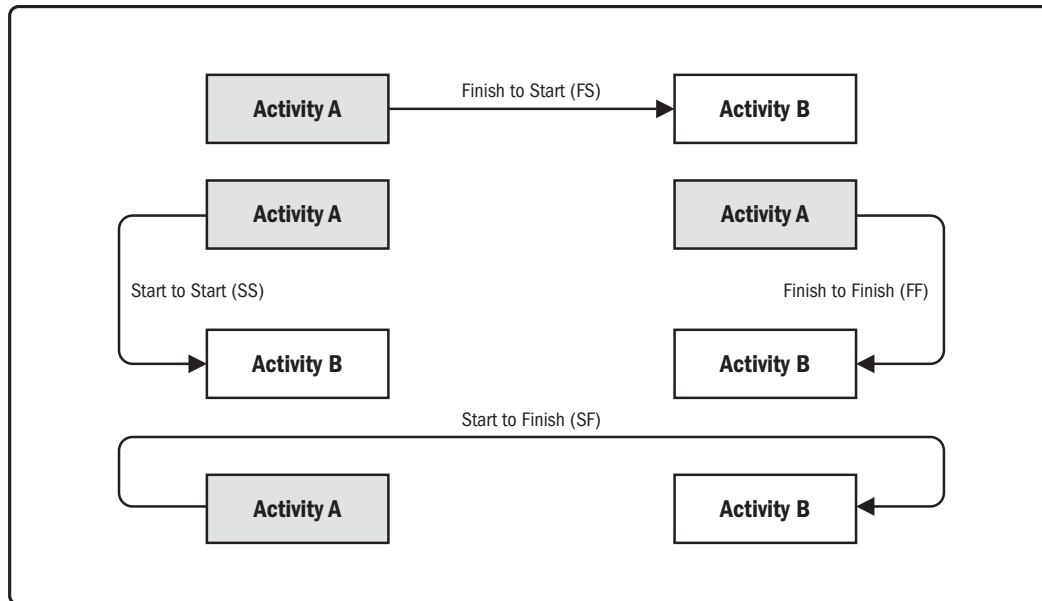 Finish to Start (FS)
Activity A
Activity B
Activity A
Activity A
Start to Start (SS)
Finish to Finish (FF)
Activity B
Activity B
Start to Finish (SF)
Activity A
Activity B